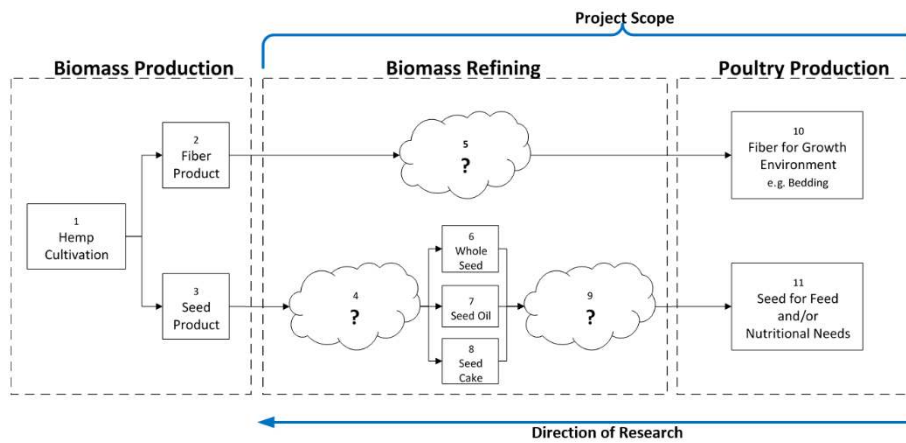 Project Scope
Biomass Production
Biomass Refining
Poultry Production
2
Fiber
Product
5
?
10
Fiber for Growth
Environment
e.g. Bedding
1
Hemp
Cultivation
3
Seed
Product
4
?
6
Whole
Seed
7
Seed Oil
8
Seed
Cake
9
?
11
Seed for Feed
and/or
Nutritional Needs
Direction of Research